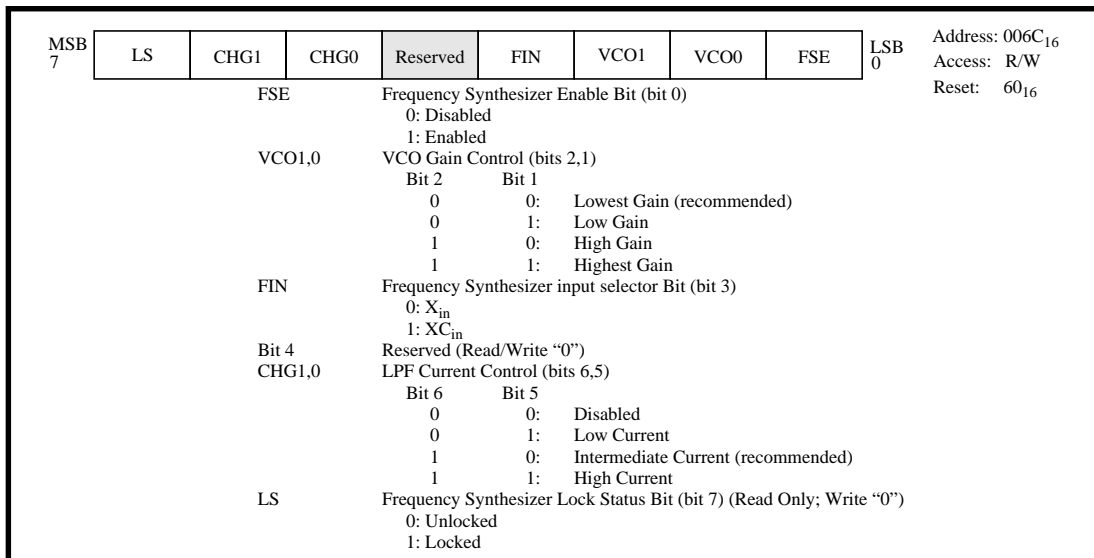 MSB 7 LS CHG1 CHG0 Reserved FIN VCO1 VCO0 FSE LSB 0
Address: 006C16
Access: R/W
Reset: 6016
FSE Frequency Synthesizer Enable Bit (bit 0)
0: Disabled
1: Enabled
VCO1,0 VCO Gain Control (bits 2,1)
Bit 2 Bit 1
0 0: Lowest Gain (recommended)
0 1: Low Gain
1 0: High Gain
1 1: Highest Gain
FIN Frequency Synthesizer input selector Bit (bit 3)
0: Xin
1: XCin
Bit 4 Reserved (Read/Write “0”)
CHG1,0 LPF Current Control (bits 6,5)
Bit 6 Bit 5
0 0: Disabled
0 1: Low Current
1 0: Intermediate Current (recommended)
1 1: High Current
LS Frequency Synthesizer Lock Status Bit (bit 7) (Read Only; Write “0”)
0: Unlocked
1: Locked